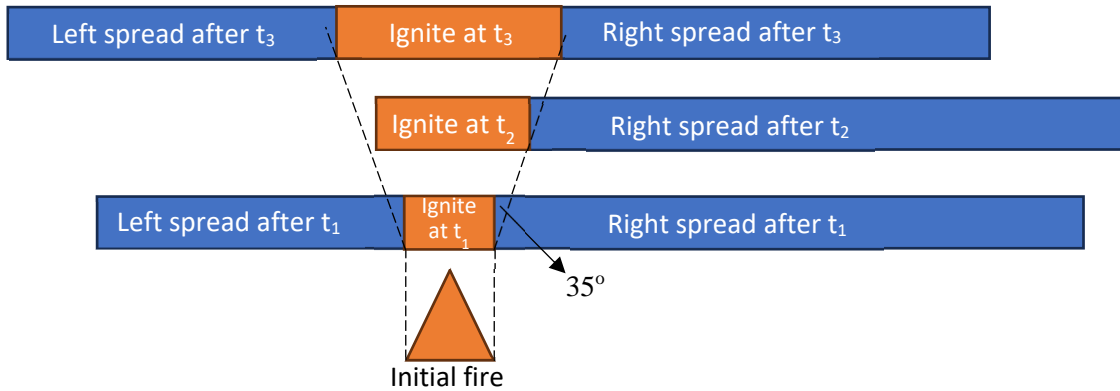 Left spread after t₃ Ignite at t₃ Right spread after t₃
Ignite at t₂ Right spread after t₂
Left spread after t₁ Ignite at t₁ Right spread after t₁
35°
Initial fire